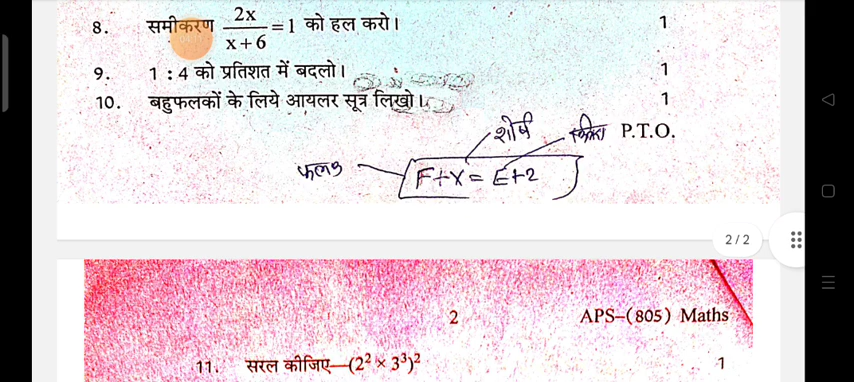 8. समीकरण 2x/x+6 = 1 को हल करो। 1
9. 1 : 4 को प्रतिशत में बदलो। 1
10. बहुफलकों के लिये आयलर सूत्र लिखो। 1
शीर्ष
P.T.O.
फलक
F+V = E+2
2 / 2
2 APS–(805) Maths
11. सरल कीजिए—(2² × 3³)² 1